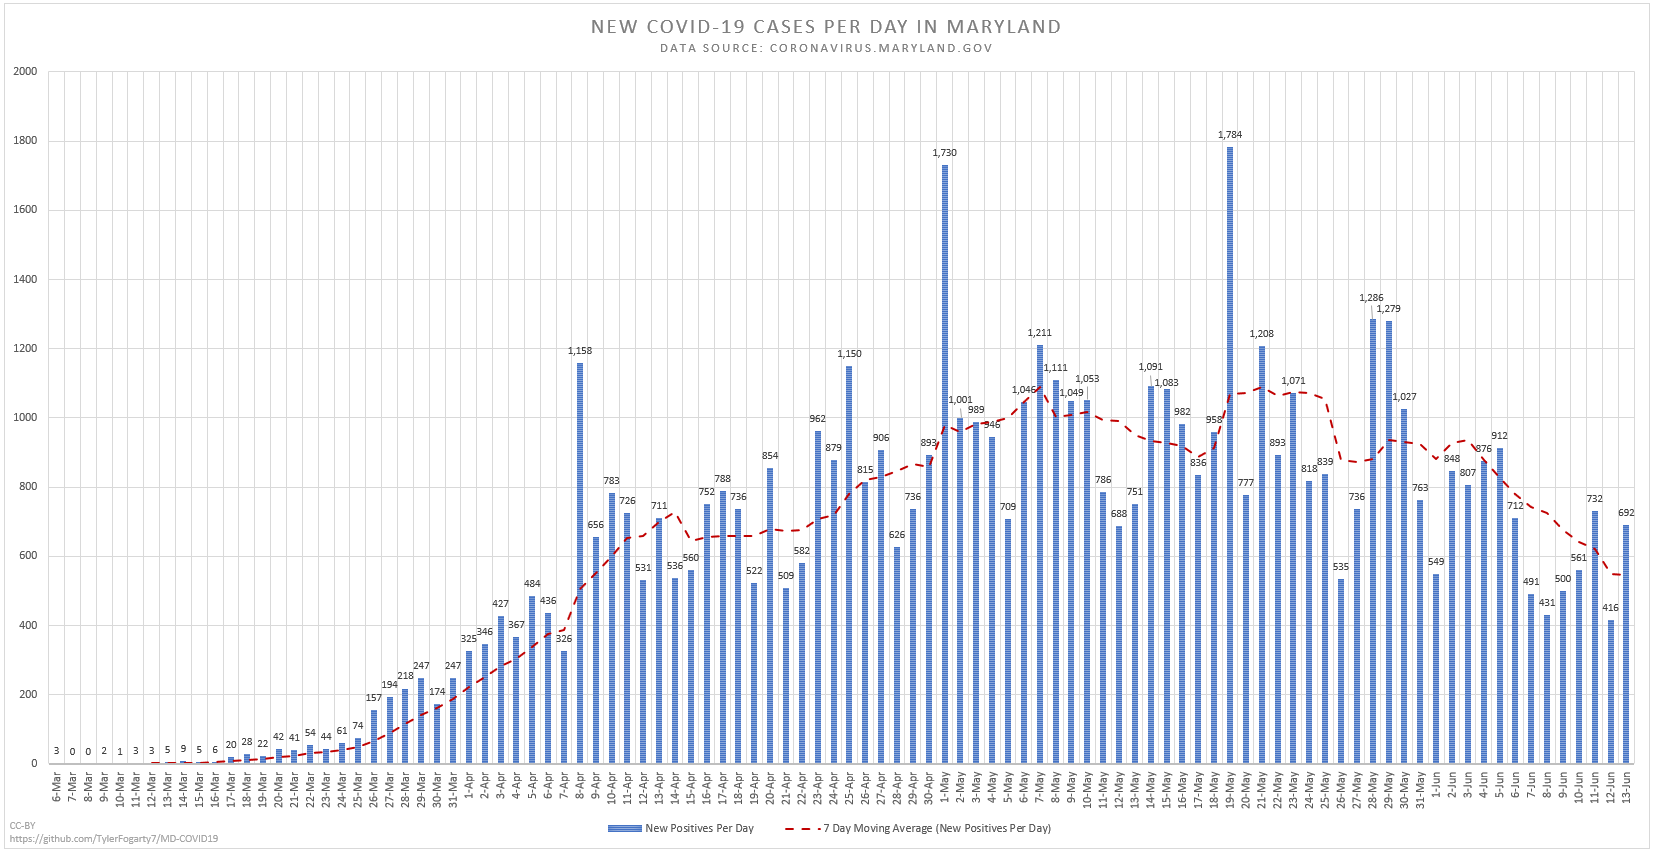 NEW COVID-19 CASES PER DAY IN MARYLAND
DATA SOURCE: CORONAVIRUS.MARYLAND.GOV
2000
1800
1600
1400
1200
1000
800
600
400
200
0
3 0 0 2 1 3 3 5 9 5 6 20 28 22 42 41 54 44 61 74 157 194 218 247 174 247 325 346 427 367 484 436 326 1,158 656 783 726 531 711 536 560 752 788 736 522 854 509 582 962 879 1,150 815 906 626 736 893 1,730 1,001 989 946 709 1,046 1,211 1,111 1,049 1,053 786 688 751 1,091 1,083 982 836 958 1,784 777 1,208 893 1,071 818 839 535 736 1,286 1,279 1,027 763 549 848 807 876 912 712 491 431 500 561 732 416 692
6-Mar 7-Mar 8-Mar 9-Mar 10-Mar 11-Mar 12-Mar 13-Mar 14-Mar 15-Mar 16-Mar 17-Mar 18-Mar 19-Mar 20-Mar 21-Mar 22-Mar 23-Mar 24-Mar 25-Mar 26-Mar 27-Mar 28-Mar 29-Mar 30-Mar 31-Mar 1-Apr 2-Apr 3-Apr 4-Apr 5-Apr 6-Apr 7-Apr 8-Apr 9-Apr 10-Apr 11-Apr 12-Apr 13-Apr 14-Apr 15-Apr 16-Apr 17-Apr 18-Apr 19-Apr 20-Apr 21-Apr 22-Apr 23-Apr 24-Apr 25-Apr 26-Apr 27-Apr 28-Apr 29-Apr 30-Apr 1-May 2-May 3-May 4-May 5-May 6-May 7-May 8-May 9-May 10-May 11-May 12-May 13-May 14-May 15-May 16-May 17-May 18-May 19-May 20-May 21-May 22-May 23-May 24-May 25-May 26-May 27-May 28-May 29-May 30-May 31-May 1-Jun 2-Jun 3-Jun 4-Jun 5-Jun 6-Jun 7-Jun 8-Jun 9-Jun 10-Jun 11-Jun 12-Jun 13-Jun
New Positives Per Day
7 Day Moving Average (New Positives Per Day)
CC-BY
https://github.com/TylerFogarty7/MD-COVID19